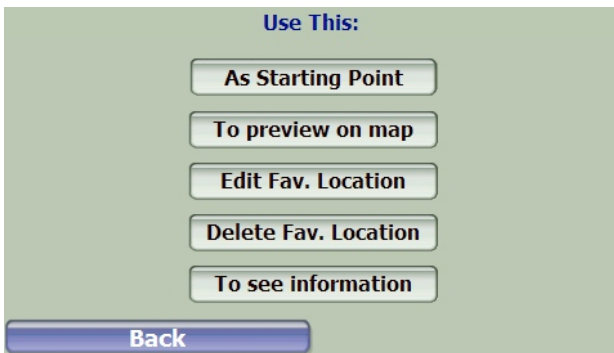 Use This:
As Starting Point
To preview on map
Edit Fav. Location
Delete Fav. Location
To see information
Back